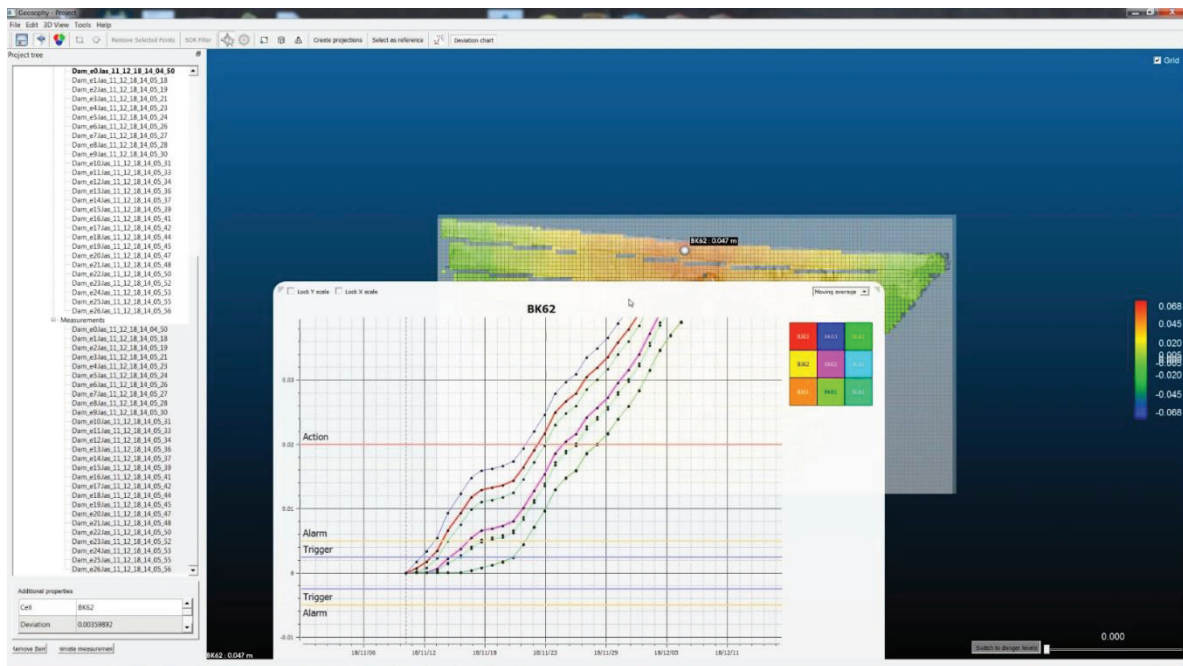 Geosophy - Project
File Edit 3D View Tools Help
Remove Selected Points SOR Filter Create projections Select as reference Deviation chart
Project tree
Grid
Dam_e0.las_11_12_18_14_04_50
Dam_e1.las_11_12_18_14_05_18
Dam_e2.las_11_12_18_14_05_19
Dam_e3.las_11_12_18_14_05_21
Dam_e4.las_11_12_18_14_05_23
Dam_e5.las_11_12_18_14_05_24
Dam_e6.las_11_12_18_14_05_26
Dam_e7.las_11_12_18_14_05_27
Dam_e8.las_11_12_18_14_05_28
Dam_e9.las_11_12_18_14_05_30
Dam_e10.las_11_12_18_14_05_31
Dam_e11.las_11_12_18_14_05_33
Dam_e12.las_11_12_18_14_05_34
Dam_e13.las_11_12_18_14_05_36
Dam_e14.las_11_12_18_14_05_37
Dam_e15.las_11_12_18_14_05_39
Dam_e16.las_11_12_18_14_05_41
Dam_e17.las_11_12_18_14_05_42
Dam_e18.las_11_12_18_14_05_44
Dam_e19.las_11_12_18_14_05_45
Dam_e20.las_11_12_18_14_05_47
Dam_e21.las_11_12_18_14_05_48
Dam_e22.las_11_12_18_14_05_50
Dam_e23.las_11_12_18_14_05_52
Dam_e24.las_11_12_18_14_05_53
Dam_e25.las_11_12_18_14_05_55
Dam_e26.las_11_12_18_14_05_56
Measurements
Dam_e0.las_11_12_18_14_04_50
Dam_e1.las_11_12_18_14_05_18
Dam_e2.las_11_12_18_14_05_19
Dam_e3.las_11_12_18_14_05_21
Dam_e4.las_11_12_18_14_05_23
Dam_e5.las_11_12_18_14_05_24
Dam_e6.las_11_12_18_14_05_26
Dam_e7.las_11_12_18_14_05_27
Dam_e8.las_11_12_18_14_05_28
Dam_e9.las_11_12_18_14_05_30
Dam_e10.las_11_12_18_14_05_31
Dam_e11.las_11_12_18_14_05_33
Dam_e12.las_11_12_18_14_05_34
Dam_e13.las_11_12_18_14_05_36
Dam_e14.las_11_12_18_14_05_37
Dam_e15.las_11_12_18_14_05_39
Dam_e16.las_11_12_18_14_05_41
Dam_e17.las_11_12_18_14_05_42
Dam_e18.las_11_12_18_14_05_44
Dam_e19.las_11_12_18_14_05_45
Dam_e20.las_11_12_18_14_05_47
Dam_e21.las_11_12_18_14_05_48
Dam_e22.las_11_12_18_14_05_50
Dam_e23.las_11_12_18_14_05_52
Dam_e24.las_11_12_18_14_05_53
Dam_e25.las_11_12_18_14_05_55
Dam_e26.las_11_12_18_14_05_56
Additional properties
Cell BK62
Deviation 0.00359892
BK62 : 0.047 m
Lock Y scale Lock X scale Moving average
BK62
0.03
0.02
0.01
0
-0.01
Action
Alarm
Trigger
Trigger
Alarm
18/11/12 18/11/18 18/11/23 18/11/29 18/12/05 18/12/11
BK63
BK62
BK61
0.068
0.045
0.020
-0.020
-0.045
-0.068
0.000
Switch to danger levels
BK62 : 0.047 m